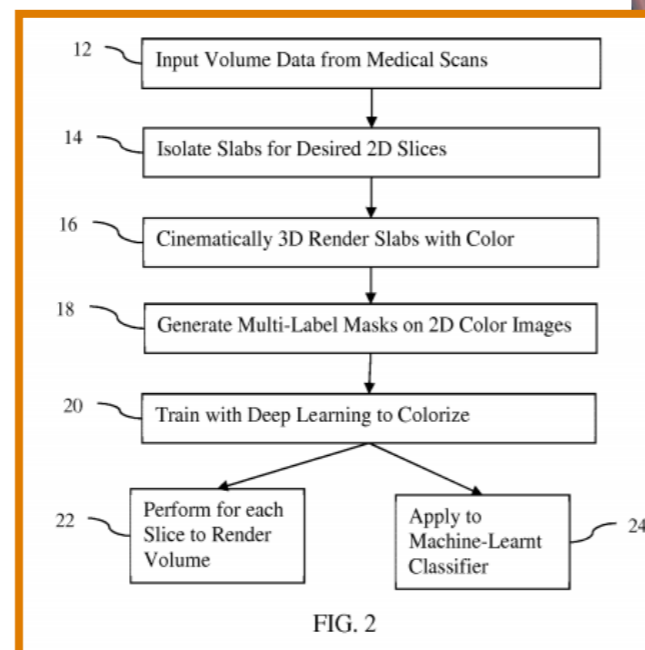 12
Input Volume Data from Medical Scans
14
Isolate Slabs for Desired 2D Slices
16
Cinematically 3D Render Slabs with Color
18
Generate Multi-Label Masks on 2D Color Images
20
Train with Deep Learning to Colorize
22
Perform for each
Slice to Render
Volume
Apply to
Machine-Learnt
Classifier
24
FIG. 2